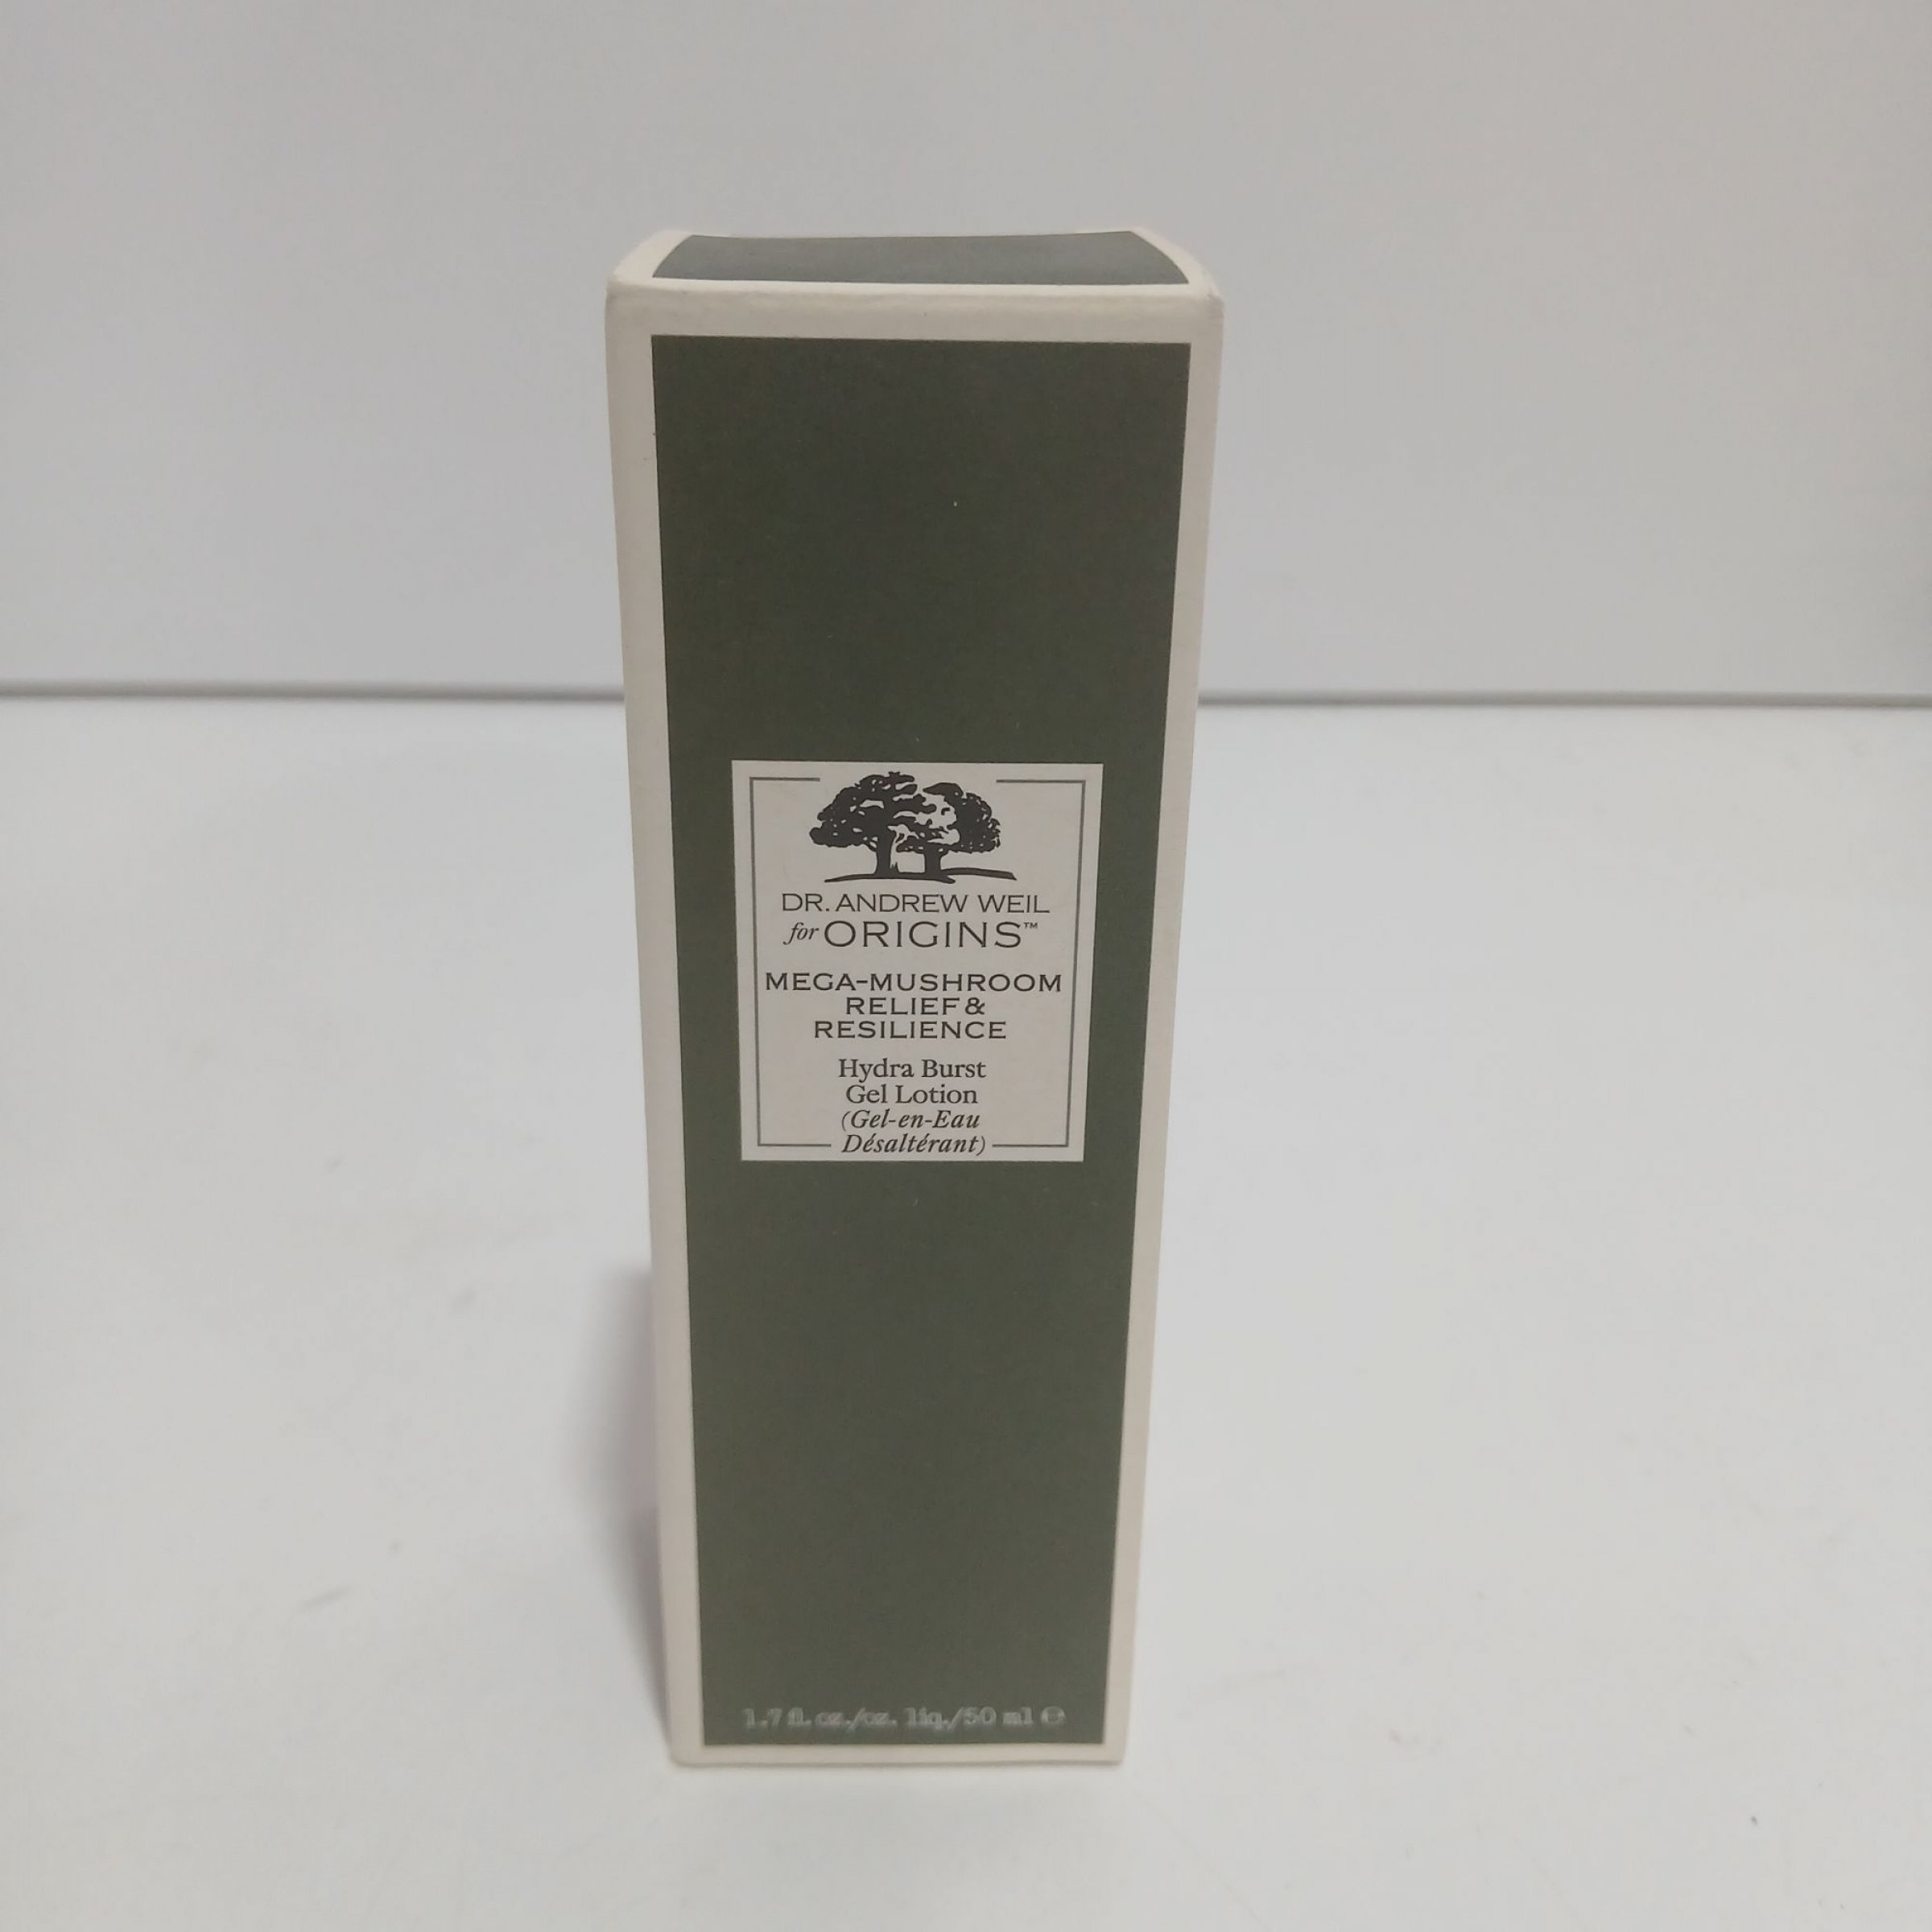 DR. ANDREW WEIL
for ORIGINS™
MEGA-MUSHROOM
RELIEF &
RESILIENCE
Hydra Burst
Gel Lotion
(Gel-en-Eau
Désaltérant)
1.7 fl. oz./oz. liq./50 ml ℮